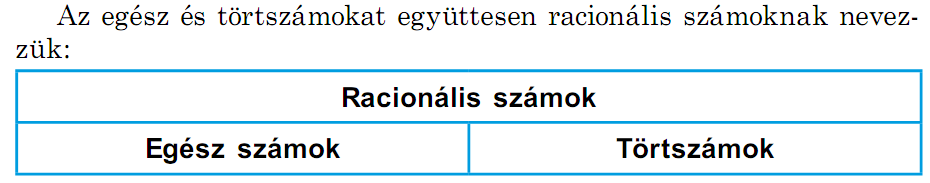 Az egész és törtszámokat együttesen racionális számoknak nevez-
zük:
Racionális számok
Egész számok
Törtszámok